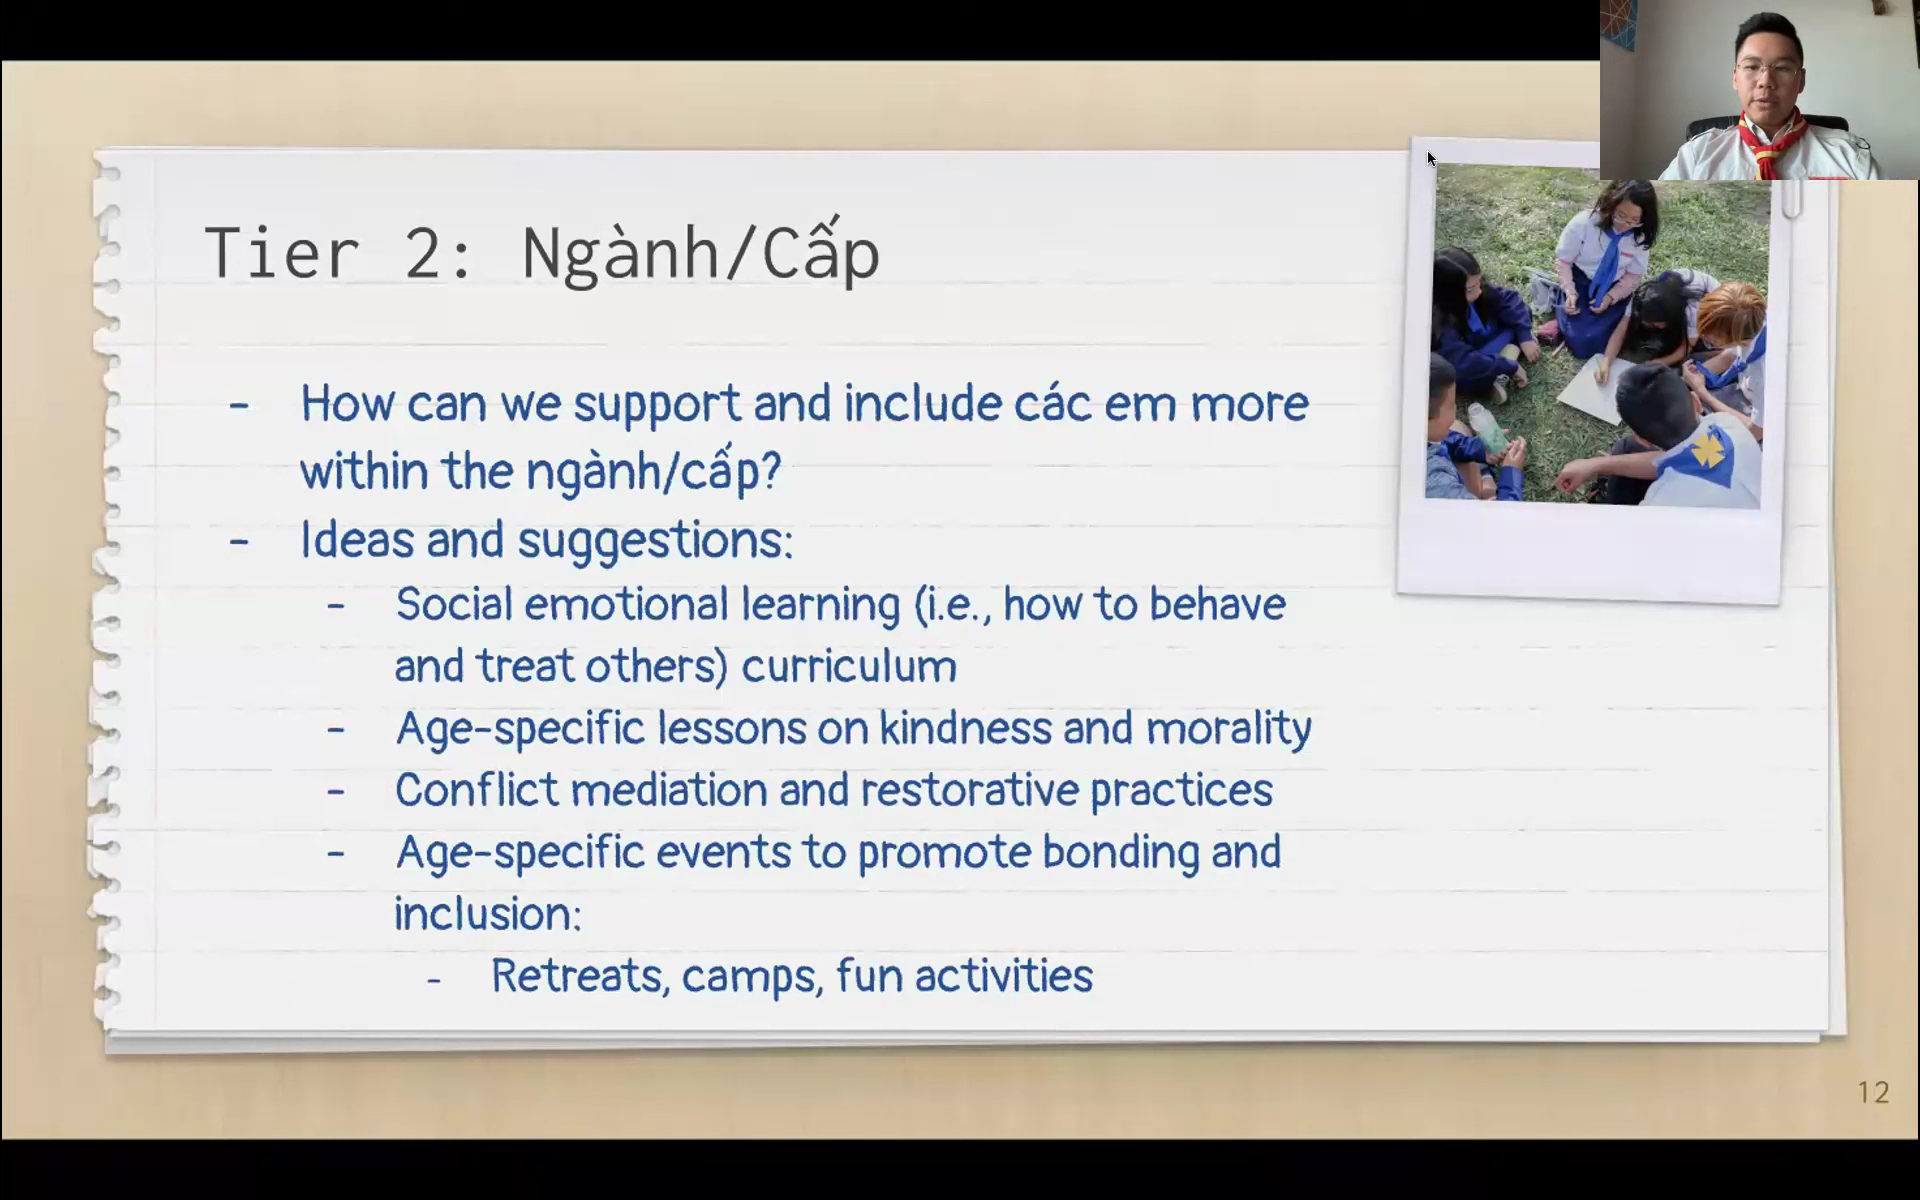 Tier 2: Ngành/Cấp
- How can we support and include các em more
within the ngành/cấp?
- Ideas and suggestions:
- Social emotional learning (i.e., how to behave
and treat others) curriculum
- Age-specific lessons on kindness and morality
- Conflict mediation and restorative practices
- Age-specific events to promote bonding and
inclusion:
- Retreats, camps, fun activities
12